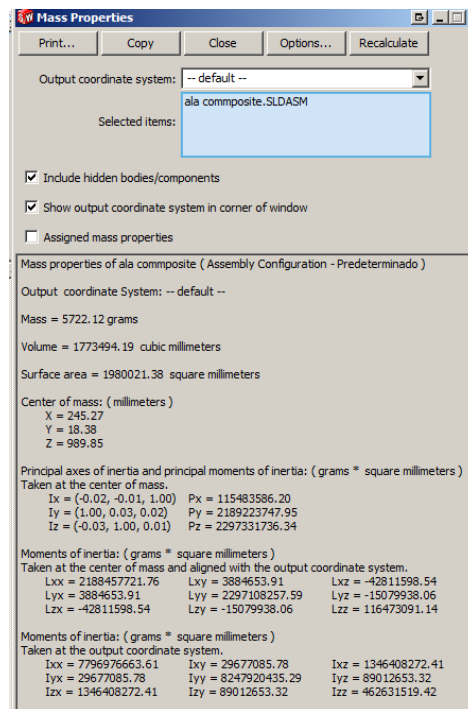 Mass Properties
Print... Copy Close Options... Recalculate
Output coordinate system: -- default --
ala commposite.SLDASM
Selected items:
Include hidden bodies/components
Show output coordinate system in corner of window
Assigned mass properties
Mass properties of ala commposite ( Assembly Configuration - Predeterminado )
Output coordinate System: -- default --
Mass = 5722.12 grams
Volume = 1773494.19 cubic millimeters
Surface area = 1980021.38 square millimeters
Center of mass: ( millimeters )
X = 245.27
Y = 18.38
Z = 989.85
Principal axes of inertia and principal moments of inertia: ( grams * square millimeters )
Taken at the center of mass.
Ix = (-0.02, -0.01, 1.00) Px = 115483586.20
Iy = (1.00, 0.03, 0.02) Py = 2189223747.95
Iz = (-0.03, 1.00, 0.01) Pz = 2297331736.34
Moments of inertia: ( grams * square millimeters )
Taken at the center of mass and aligned with the output coordinate system.
Lxx = 2188457721.76 Lxy = 3884653.91 Lxz = -42811598.54
Lyx = 3884653.91 Lyy = 2297108257.59 Lyz = -15079938.06
Lzx = -42811598.54 Lzy = -15079938.06 Lzz = 116473091.14
Moments of inertia: ( grams * square millimeters )
Taken at the output coordinate system.
Ixx = 7796976663.61 Ixy = 29677085.78 Ixz = 1346408272.41
Iyx = 29677085.78 Iyy = 8247920435.29 Iyz = 89012653.32
Izx = 1346408272.41 Izy = 89012653.32 Izz = 462631519.42